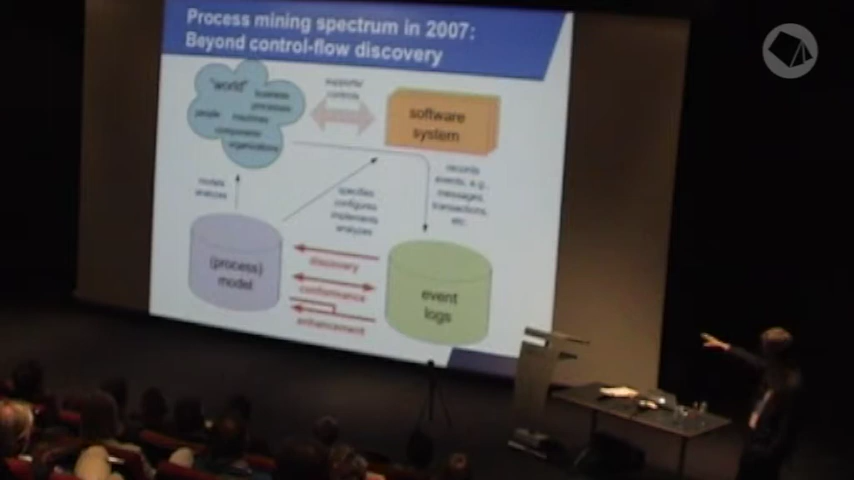 Process mining spectrum in 2007:
Beyond control-flow discovery
"world"
business
processes
people machines
components
organizations
supports/
controls
software
system
records
events, e.g.,
messages,
transactions,
etc.
models
analyzes
specifies
configures
implements
analyzes
(process)
model
discovery
conformance
enhancement
event
logs